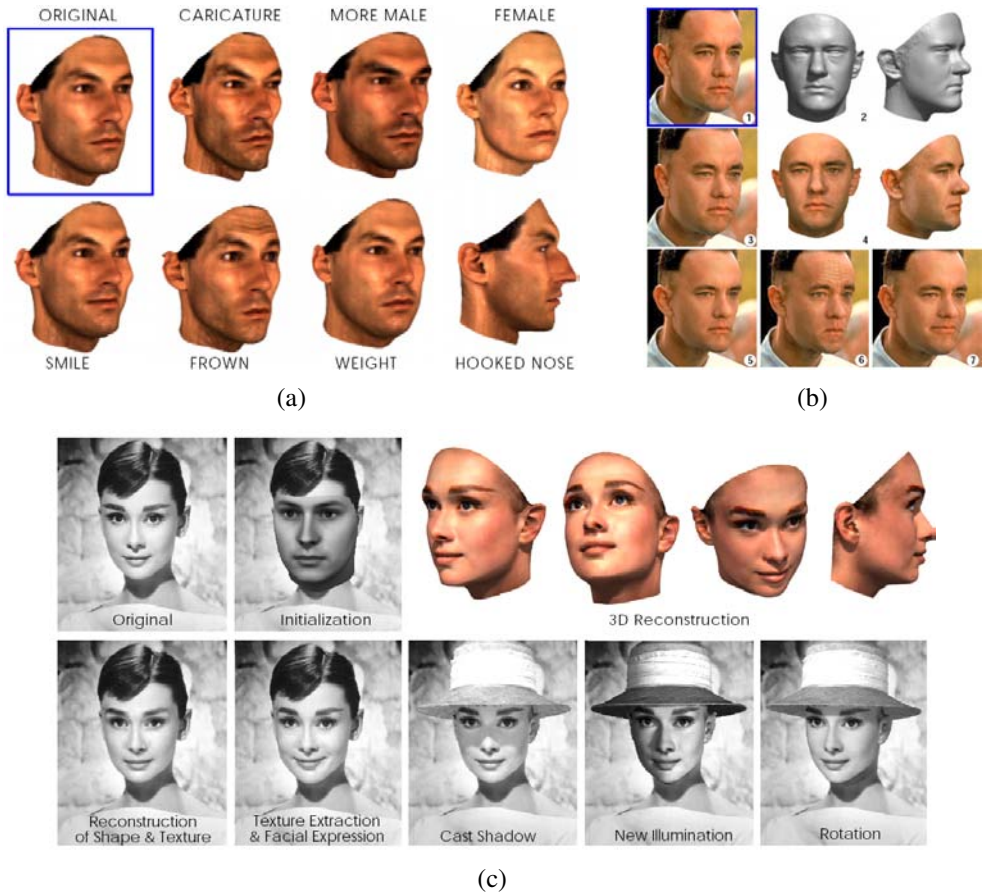 ORIGINAL CARICATURE MORE MALE FEMALE
SMILE FROWN WEIGHT HOOKED NOSE
(a)
1
2
3
4
5 6 7
(b)
Original Initialization 3D Reconstruction
Reconstruction
of Shape & Texture
Texture Extraction
& Facial Expression
Cast Shadow New Illumination Rotation
(c)